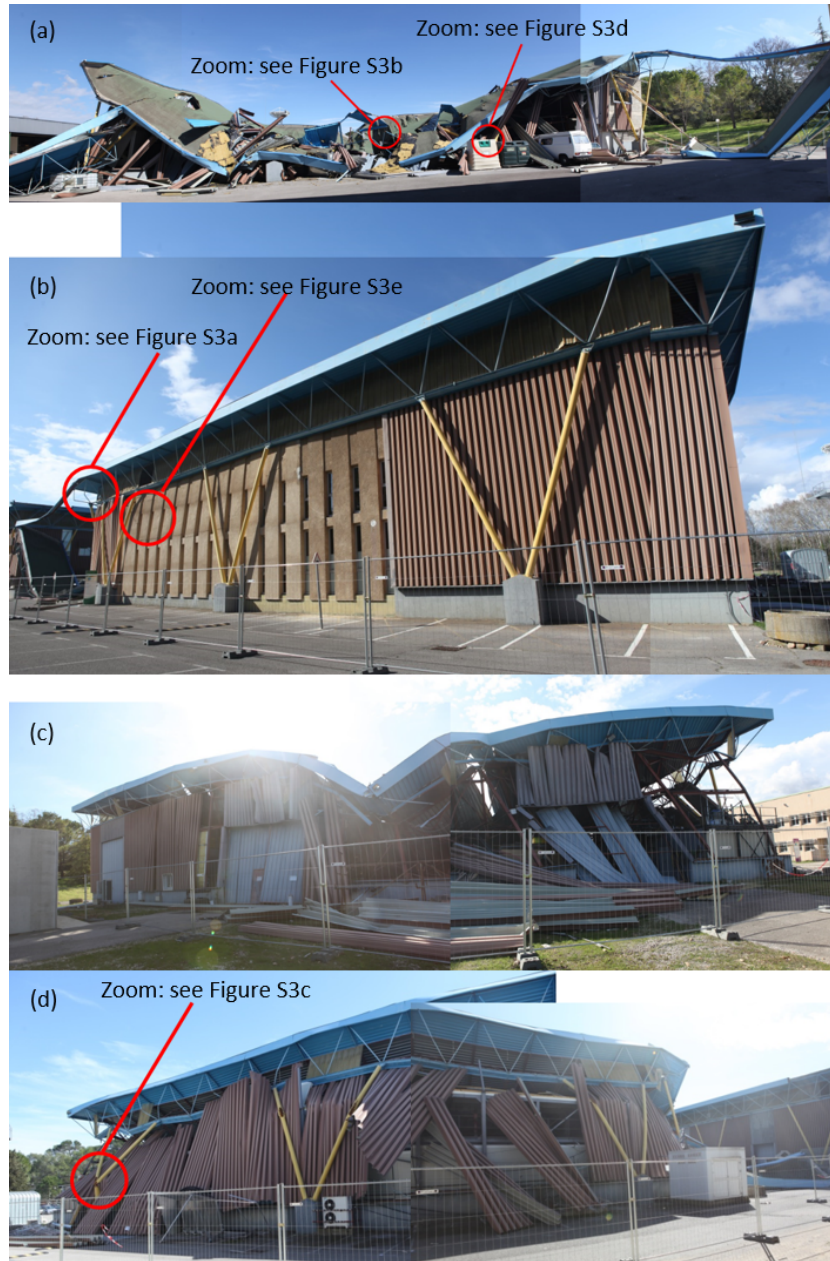 (a)
Zoom: see Figure S3d
Zoom: see Figure S3b
(b)
Zoom: see Figure S3e
Zoom: see Figure S3a
(c)
(d)
Zoom: see Figure S3c